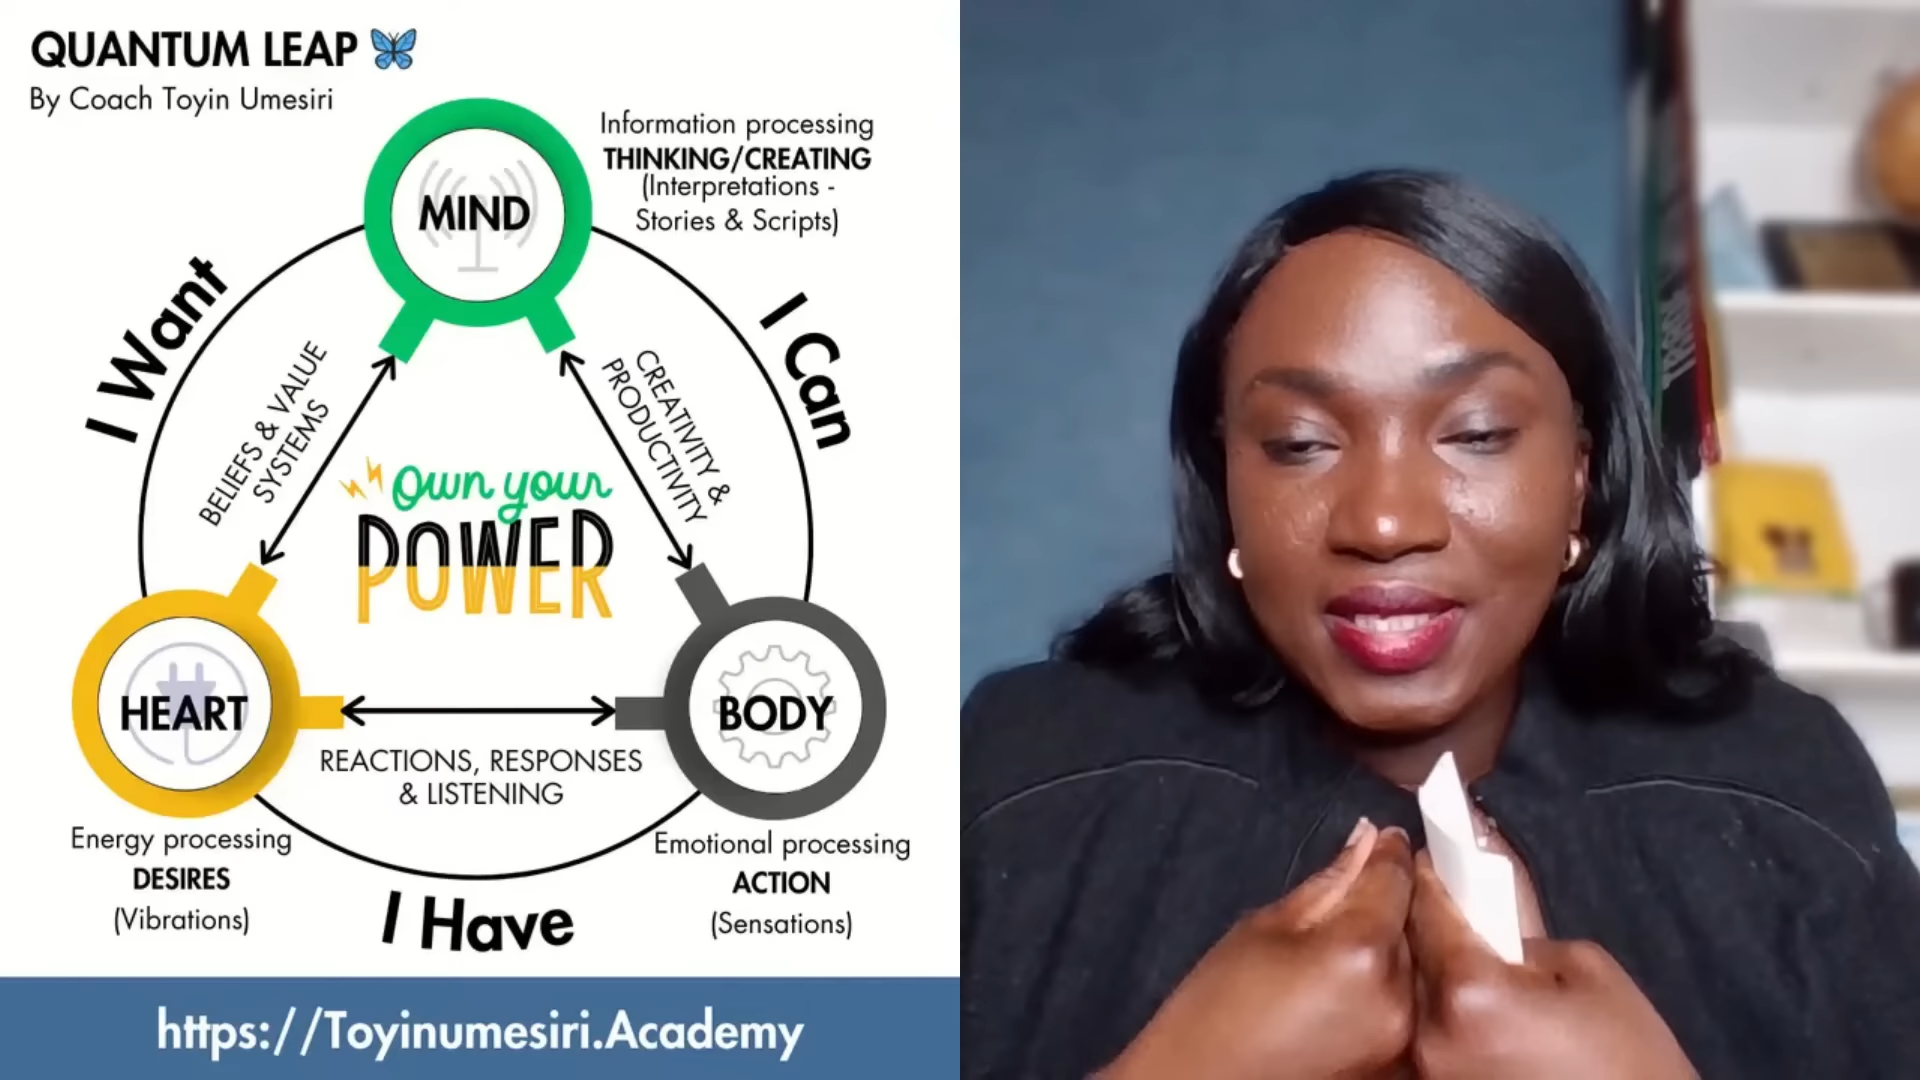 QUANTUM LEAP
By Coach Toyin Umesiri
MIND
Information processing
THINKING/CREATING
(Interpretations -
Stories & Scripts)
I Want
I Can
BELIEFS & VALUE
SYSTEMS
CREATIVITY &
PRODUCTIVITY
Own your
POWER
HEART
BODY
REACTIONS, RESPONSES
& LISTENING
Energy processing
DESIRES
(Vibrations)
Emotional processing
ACTION
(Sensations)
I Have
https://Toyinumesiri.Academy